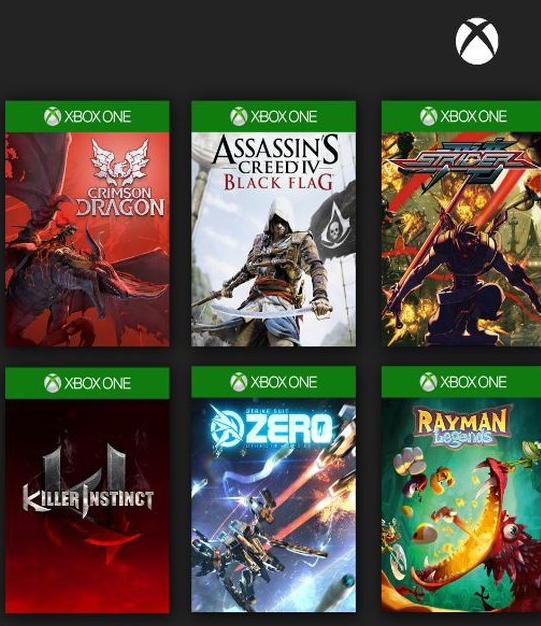 XBOX ONE
CRIMSON
DRAGON
XBOX ONE
ASSASSIN'S
CREED IV
BLACK FLAG
XBOX ONE
STRIDER
XBOX ONE
KILLER INSTINCT
XBOX ONE
STRIKE SUIT
ZERO
XBOX ONE
RAYMAN
Legends